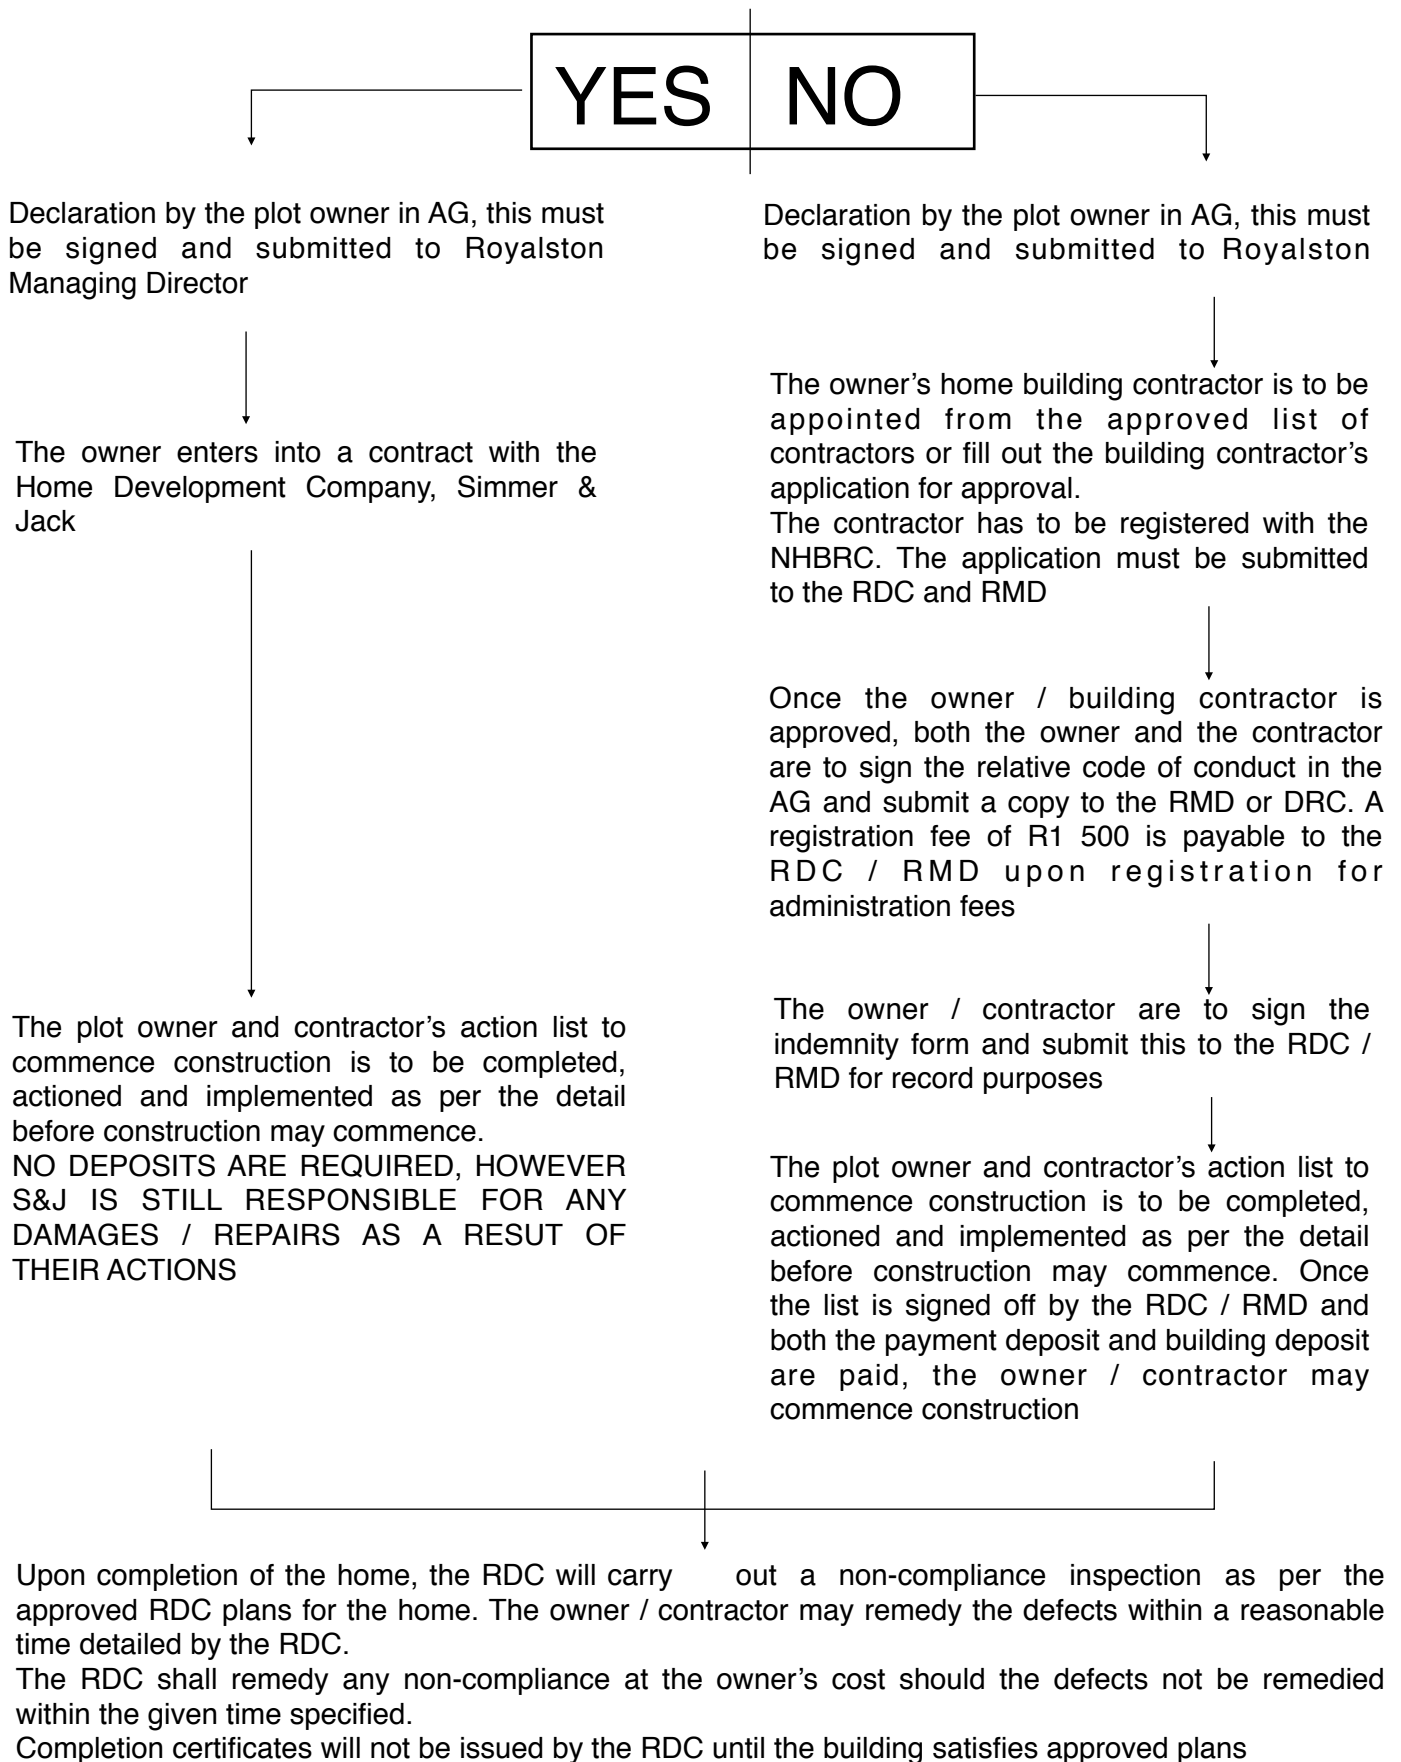 YES
NO
Declaration by the plot owner in AG, this must
be signed and submitted to Royalston
Managing Director
The owner enters into a contract with the
Home Development Company, Simmer &
Jack
The plot owner and contractor's action list to
commence construction is to be completed,
actioned and implemented as per the detail
before construction may commence.
NO DEPOSITS ARE REQUIRED, HOWEVER
S&J IS STILL RESPONSIBLE FOR ANY
DAMAGES / REPAIRS AS A RESUT OF
THEIR ACTIONS
Declaration by the plot owner in AG, this must
be signed and submitted to Royalston
The owner’s home building contractor is to be
appointed from the approved list of
contractors or fill out the building contractor’s
application for approval.
The contractor has to be registered with the
NHBRC. The application must be submitted
to the RDC and RMD
Once the owner / building contractor is
approved, both the owner and the contractor
are to sign the relative code of conduct in the
AG and submit a copy to the RMD or DRC. A
registration fee of R1 500 is payable to the
RDC / RMD upon registration for
administration fees
The owner / contractor are to sign the
indemnity form and submit this to the RDC /
RMD for record purposes
The plot owner and contractor’s action list to
commence construction is to be completed,
actioned and implemented as per the detail
before construction may commence. Once
the list is signed off by the RDC / RMD and
both the payment deposit and building deposit
are paid, the owner / contractor may
commence construction
Upon completion of the home, the RDC will carry out a non-compliance inspection as per the
approved RDC plans for the home. The owner / contractor may remedy the defects within a reasonable
time detailed by the RDC.
The RDC shall remedy any non-compliance at the owner’s cost should the defects not be remedied
within the given time specified.
Completion certificates will not be issued by the RDC until the building satisfies approved plans